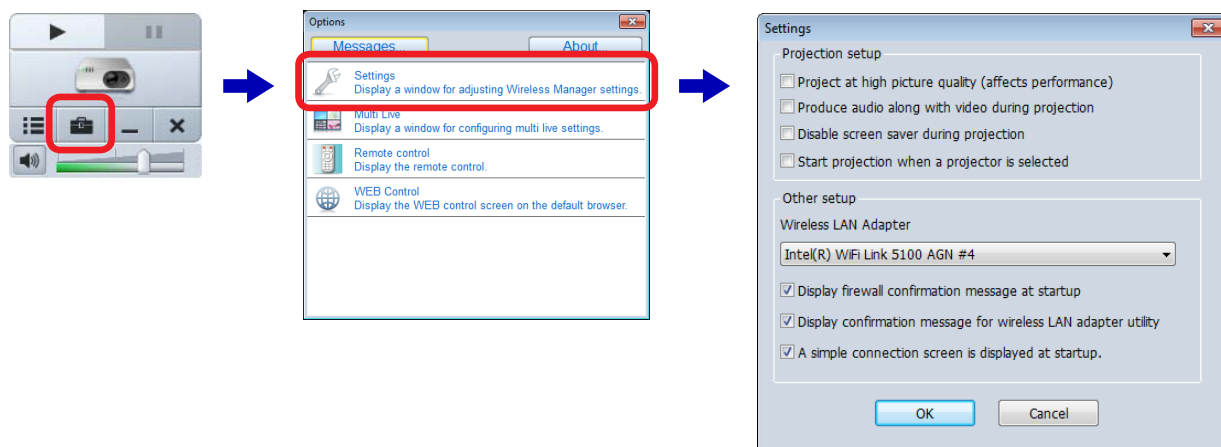 Options
Messages...
About...
Settings
Display a window for adjusting Wireless Manager settings.
Multi Live
Display a window for configuring multi live settings.
Remote control
Display the remote control.
WEB Control
Display the WEB control screen on the default browser.
Settings
Projection setup
Project at high picture quality (affects performance)
Produce audio along with video during projection
Disable screen saver during projection
Start projection when a projector is selected
Other setup
Wireless LAN Adapter
Intel(R) WiFi Link 5100 AGN #4
Display firewall confirmation message at startup
Display confirmation message for wireless LAN adapter utility
A simple connection screen is displayed at startup.
OK
Cancel